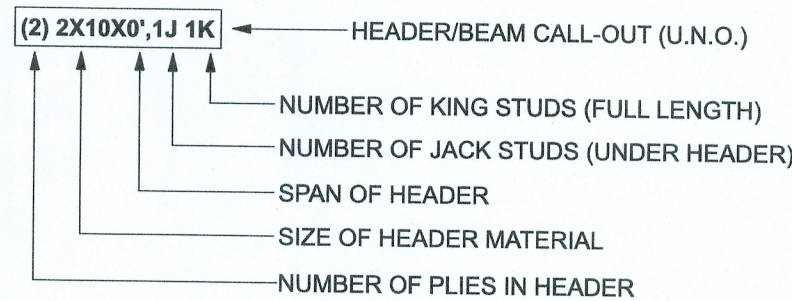 (2) 2X10X0',1J 1K HEADER/BEAM CALL-OUT (U.N.O.)
NUMBER OF KING STUDS (FULL LENGTH)
NUMBER OF JACK STUDS (UNDER HEADER)
SPAN OF HEADER
SIZE OF HEADER MATERIAL
NUMBER OF PLIES IN HEADER